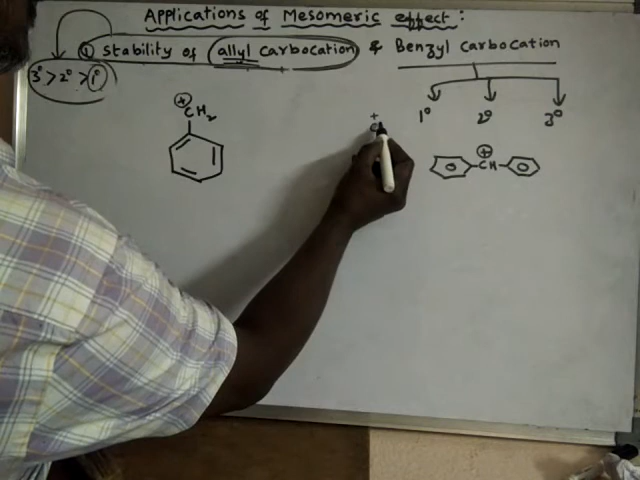 Applications of Mesomeric effect :
① stability of allyl carbocation & Benzyl carbocation
3° > 2° > 1°
1° 2° 3°
⊕
CH₂
+
⊕
CH